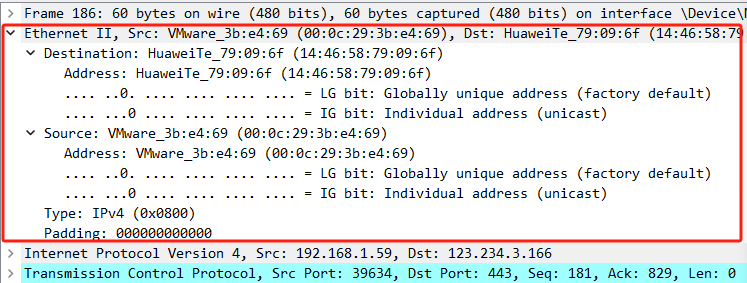 Frame 186: 60 bytes on wire (480 bits), 60 bytes captured (480 bits) on interface \Device\
Ethernet II, Src: VMware_3b:e4:69 (00:0c:29:3b:e4:69), Dst: HuaweiTe_79:09:6f (14:46:58:79:09
Destination: HuaweiTe_79:09:6f (14:46:58:79:09:6f)
Address: HuaweiTe_79:09:6f (14:46:58:79:09:6f)
.... ..0. .... .... .... .... = LG bit: Globally unique address (factory default)
.... ...0 .... .... .... .... = IG bit: Individual address (unicast)
Source: VMware_3b:e4:69 (00:0c:29:3b:e4:69)
Address: VMware_3b:e4:69 (00:0c:29:3b:e4:69)
.... ..0. .... .... .... .... = LG bit: Globally unique address (factory default)
.... ...0 .... .... .... .... = IG bit: Individual address (unicast)
Type: IPv4 (0x0800)
Padding: 000000000000
Internet Protocol Version 4, Src: 192.168.1.59, Dst: 123.234.3.166
Transmission Control Protocol, Src Port: 39634, Dst Port: 443, Seq: 181, Ack: 829, Len: 0